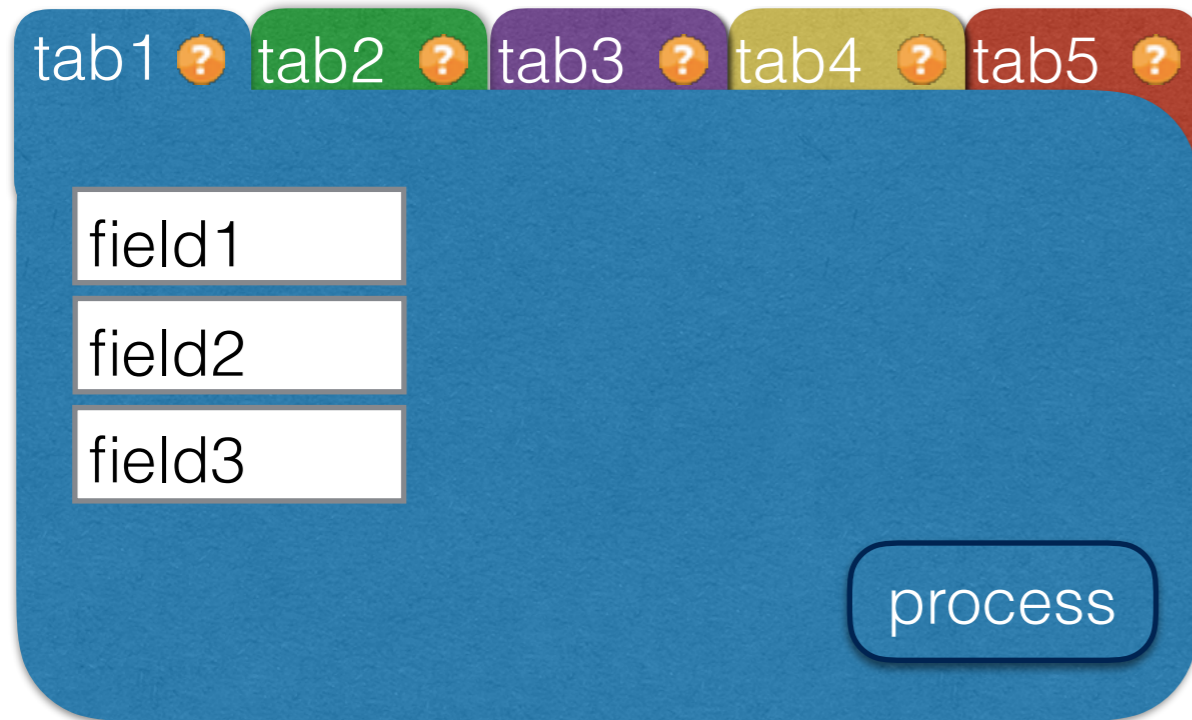 tab1 ? tab2 ? tab3 ? tab4 ? tab5 ?
field1
field2
field3
process